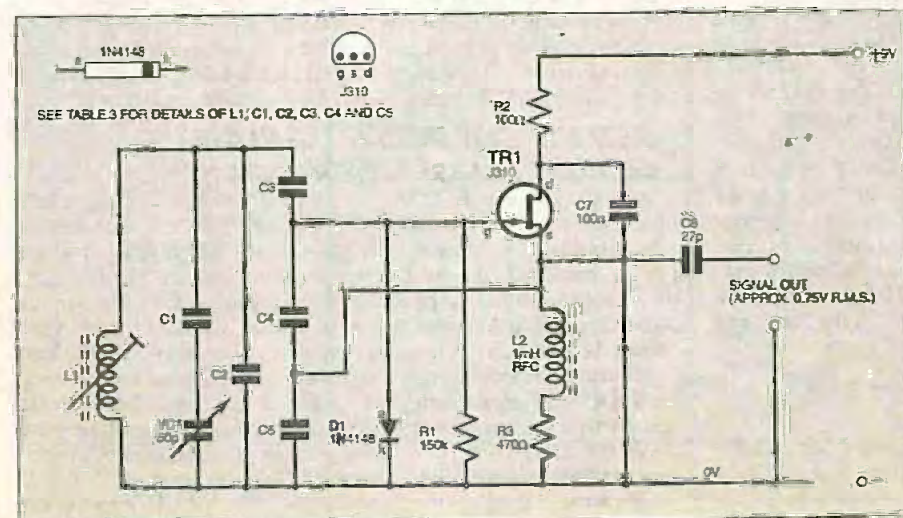 1N4148
a k
g s d
J310
+9V
SEE TABLE 3 FOR DETAILS OF L1, C1, C2, C3, C4 AND C5
R2
100Ω
TR1
J310
d
g
s
C3
C7
100n
27p
SIGNAL OUT
(APPROX. 0.75V R.M.S.)
C1
C4
L2
1mH
RFC
L1
C2
VC1
50p
C5
D1
1N4148
a
k
R1
150k
R3
470Ω
0V